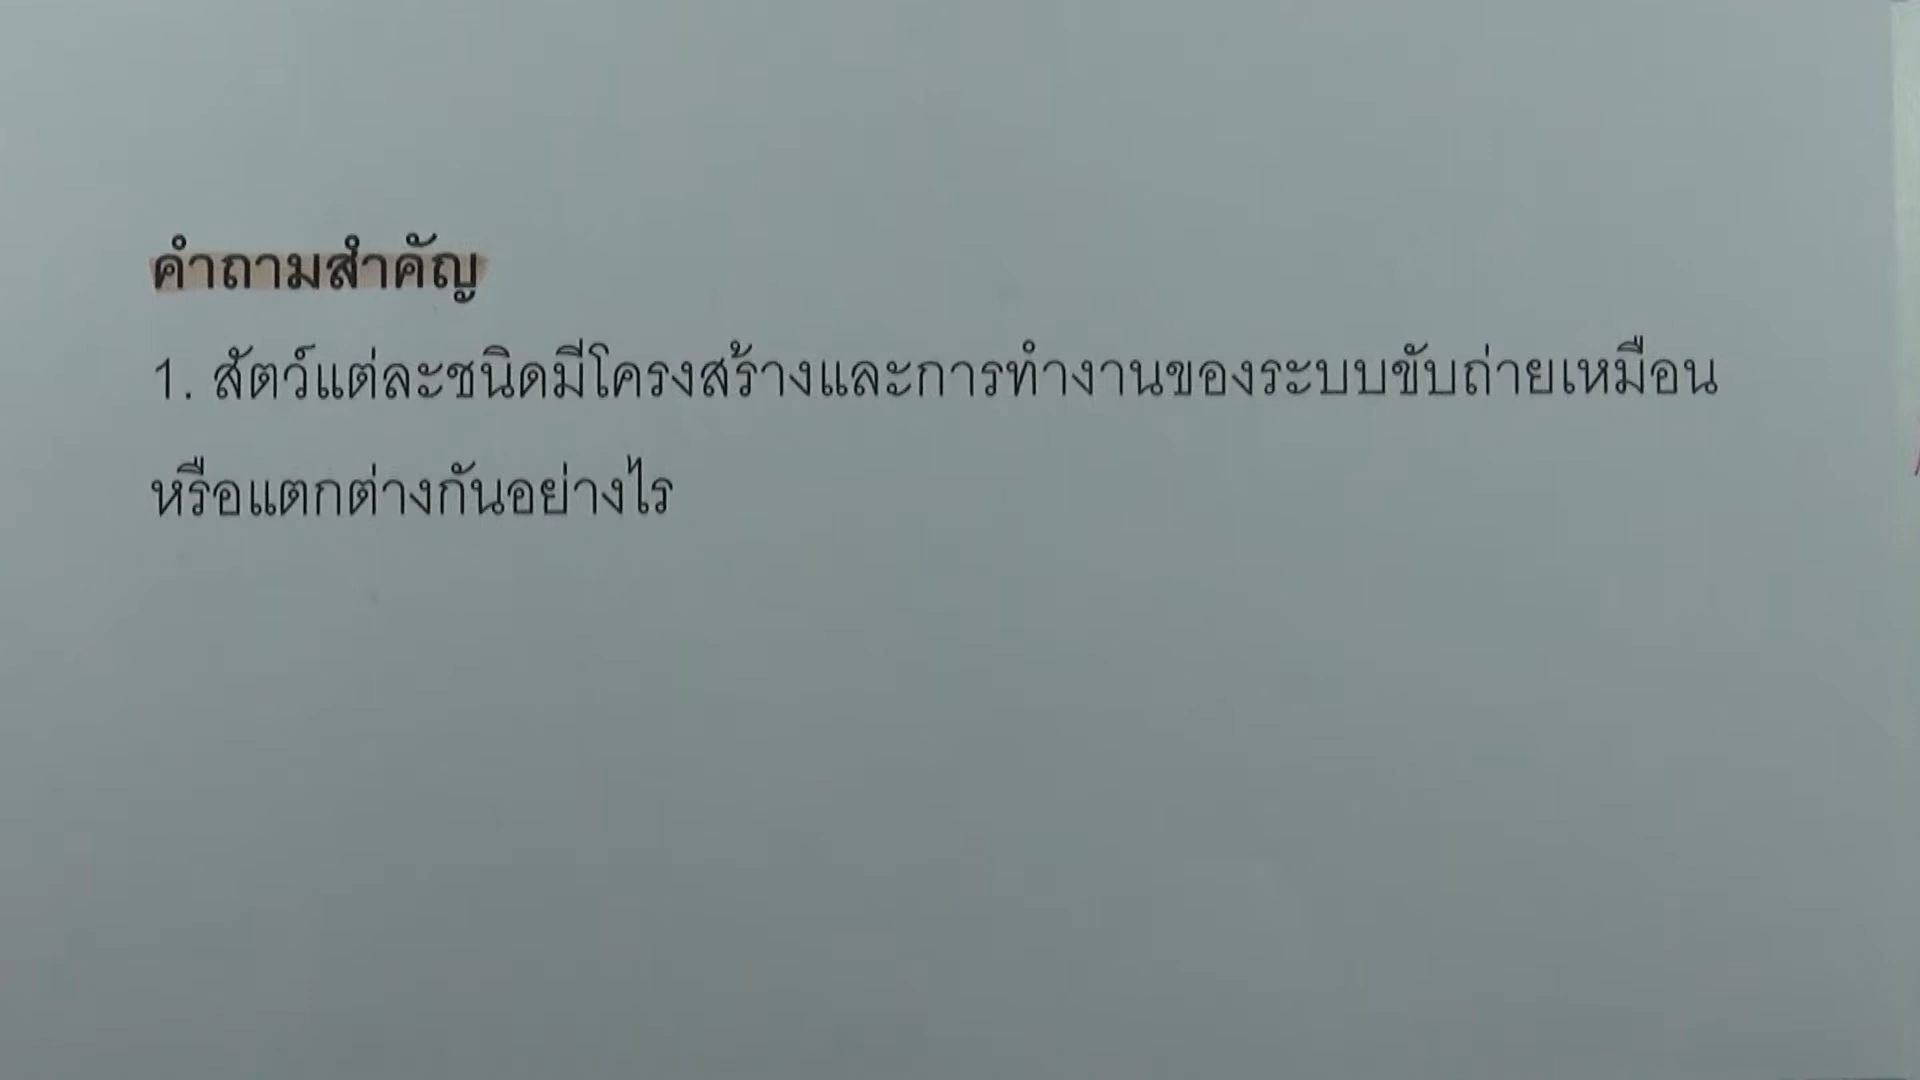 คำถามสำคัญ
1. สัตว์แต่ละชนิดมีโครงสร้างและการทำงานของระบบขับถ่ายเหมือน
หรือแตกต่างกันอย่างไร